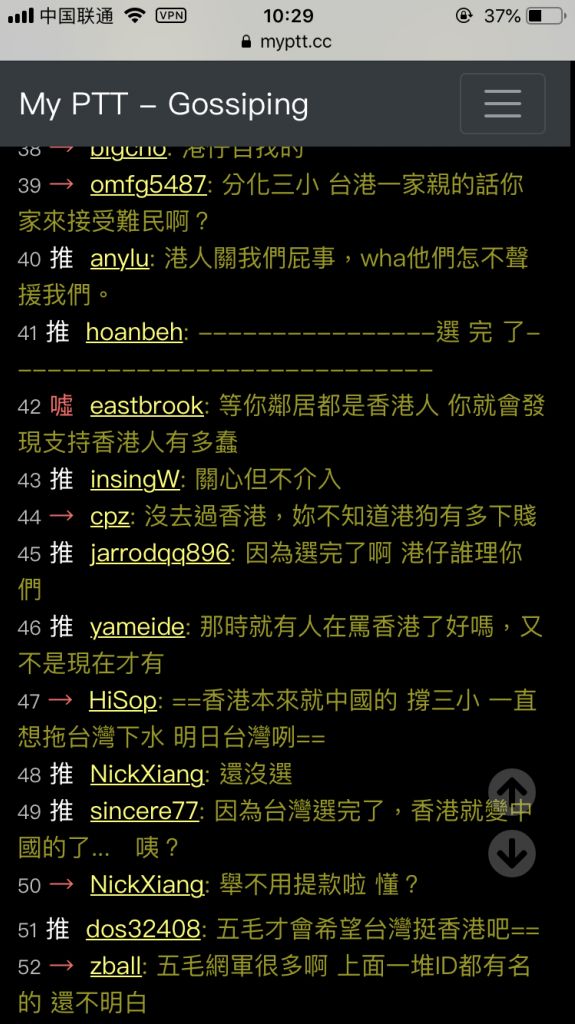 中国联通 VPN 10:29 37%
myptt.cc
My PTT – Gossiping
38 → bigcho: 港仔自找的
39 → omfg5487: 分化三小 台港一家親的話你
家來接受難民啊？
40 推 anylu: 港人關我們屁事，wha他們怎不聲
援我們。
41 推 hoanbeh: ----------------選 完 了-
----------------------------
42 噓 eastbrook: 等你鄰居都是香港人 你就會發
現支持香港人有多蠢
43 推 insingW: 關心但不介入
44 → cpz: 沒去過香港，妳不知道港狗有多下賤
45 推 jarrodqq896: 因為選完了啊 港仔誰理你
們
46 推 yameide: 那時就有人在罵香港了好嗎，又
不是現在才有
47 → HiSop: ==香港本來就中國的 撐三小 一直
想拖台灣下水 明日台灣咧==
48 推 NickXiang: 還沒選
49 推 sincere77: 因為台灣選完了，香港就變中
國的了... 咦？
50 → NickXiang: 舉不用提款啦 懂？
51 推 dos32408: 五毛才會希望台灣挺香港吧==
52 → zball: 五毛網軍很多啊 上面一堆ID都有名
的 還不明白